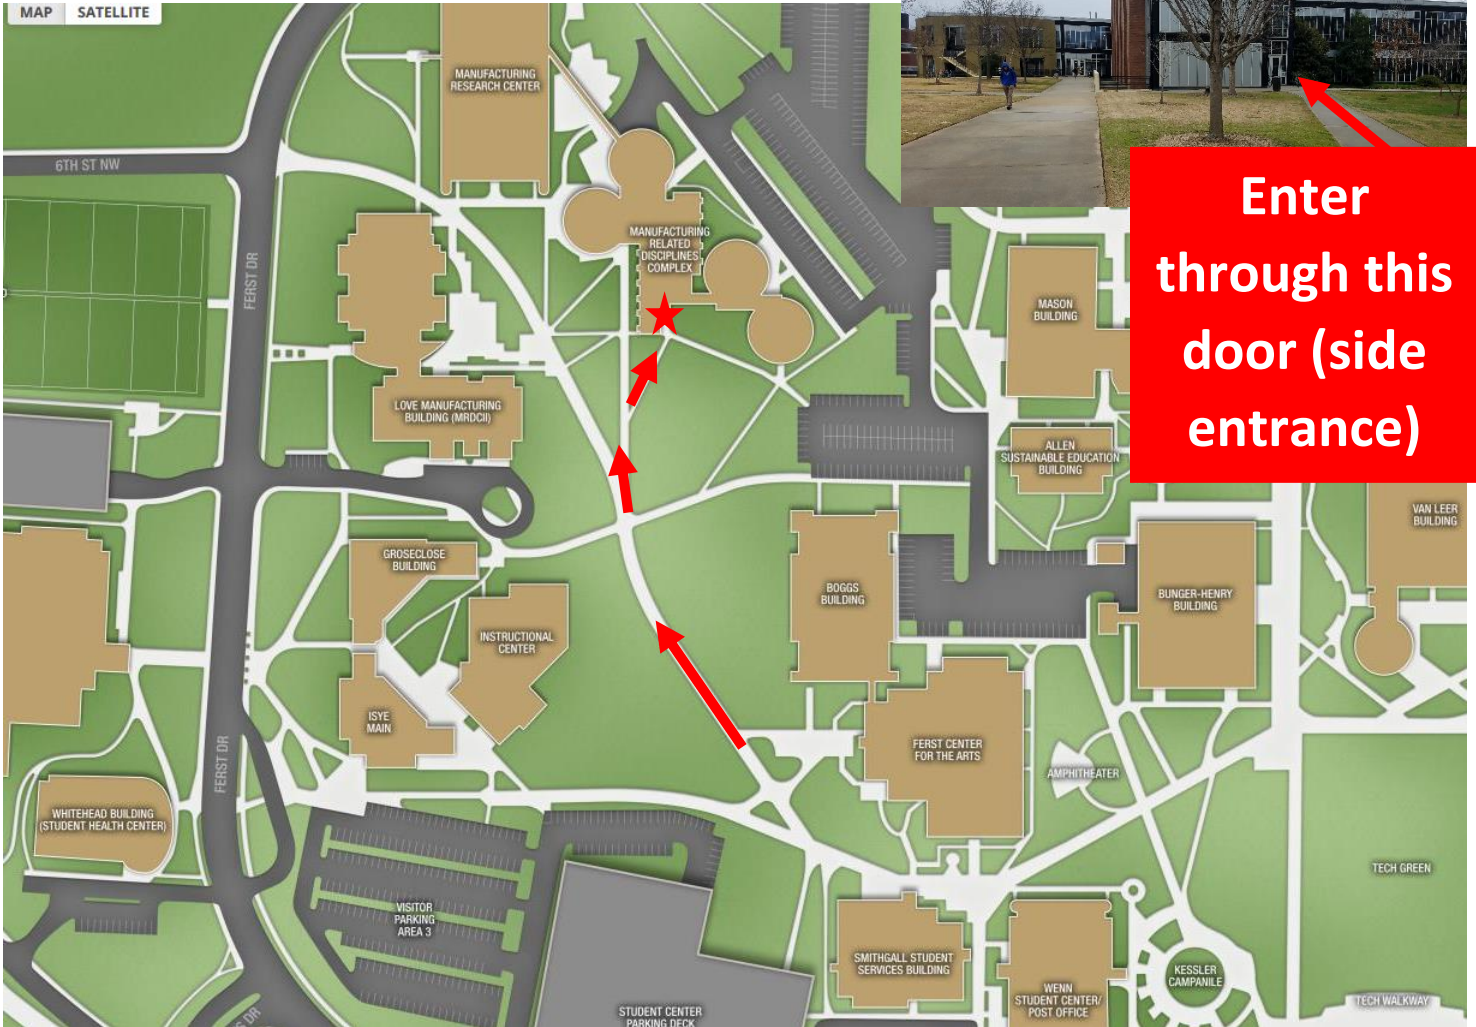 MAP
SATELLITE
MANUFACTURING
RESEARCH CENTER
6TH ST NW
FERST DR
MANUFACTURING
RELATED
DISCIPLINES
COMPLEX
Enter
through this
door (side
entrance)
MASON
BUILDING
LOVE MANUFACTURING
BUILDING (MRDCII)
ALLEN
SUSTAINABLE EDUCATION
BUILDING
VAN LEER
BUILDING
GROSECLOSE
BUILDING
BOGGS
BUILDING
BUNGER-HENRY
BUILDING
INSTRUCTIONAL
CENTER
ISYE
MAIN
FERST DR
FERST CENTER
FOR THE ARTS
AMPHITHEATER
WHITEHEAD BUILDING
(STUDENT HEALTH CENTER)
TECH GREEN
VISITOR
PARKING
AREA 3
SMITHGALL STUDENT
SERVICES BUILDING
KESSLER
CAMPANILE
WENN
STUDENT CENTER/
POST OFFICE
TECH WALKWAY
STUDENT CENTER
PARKING DECK
S DR